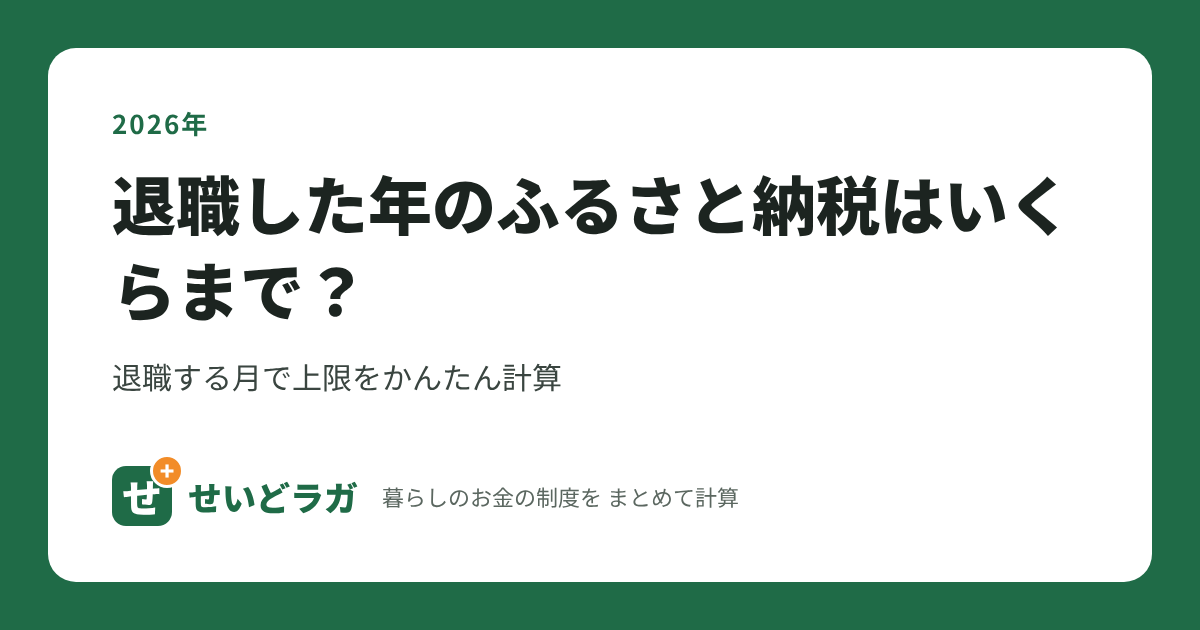 2026年
退職した年のふるさと納税はいく
らまで？
退職する月で上限をかんたん計算
せ+
せいどラガ 暮らしのお金の制度を まとめて計算